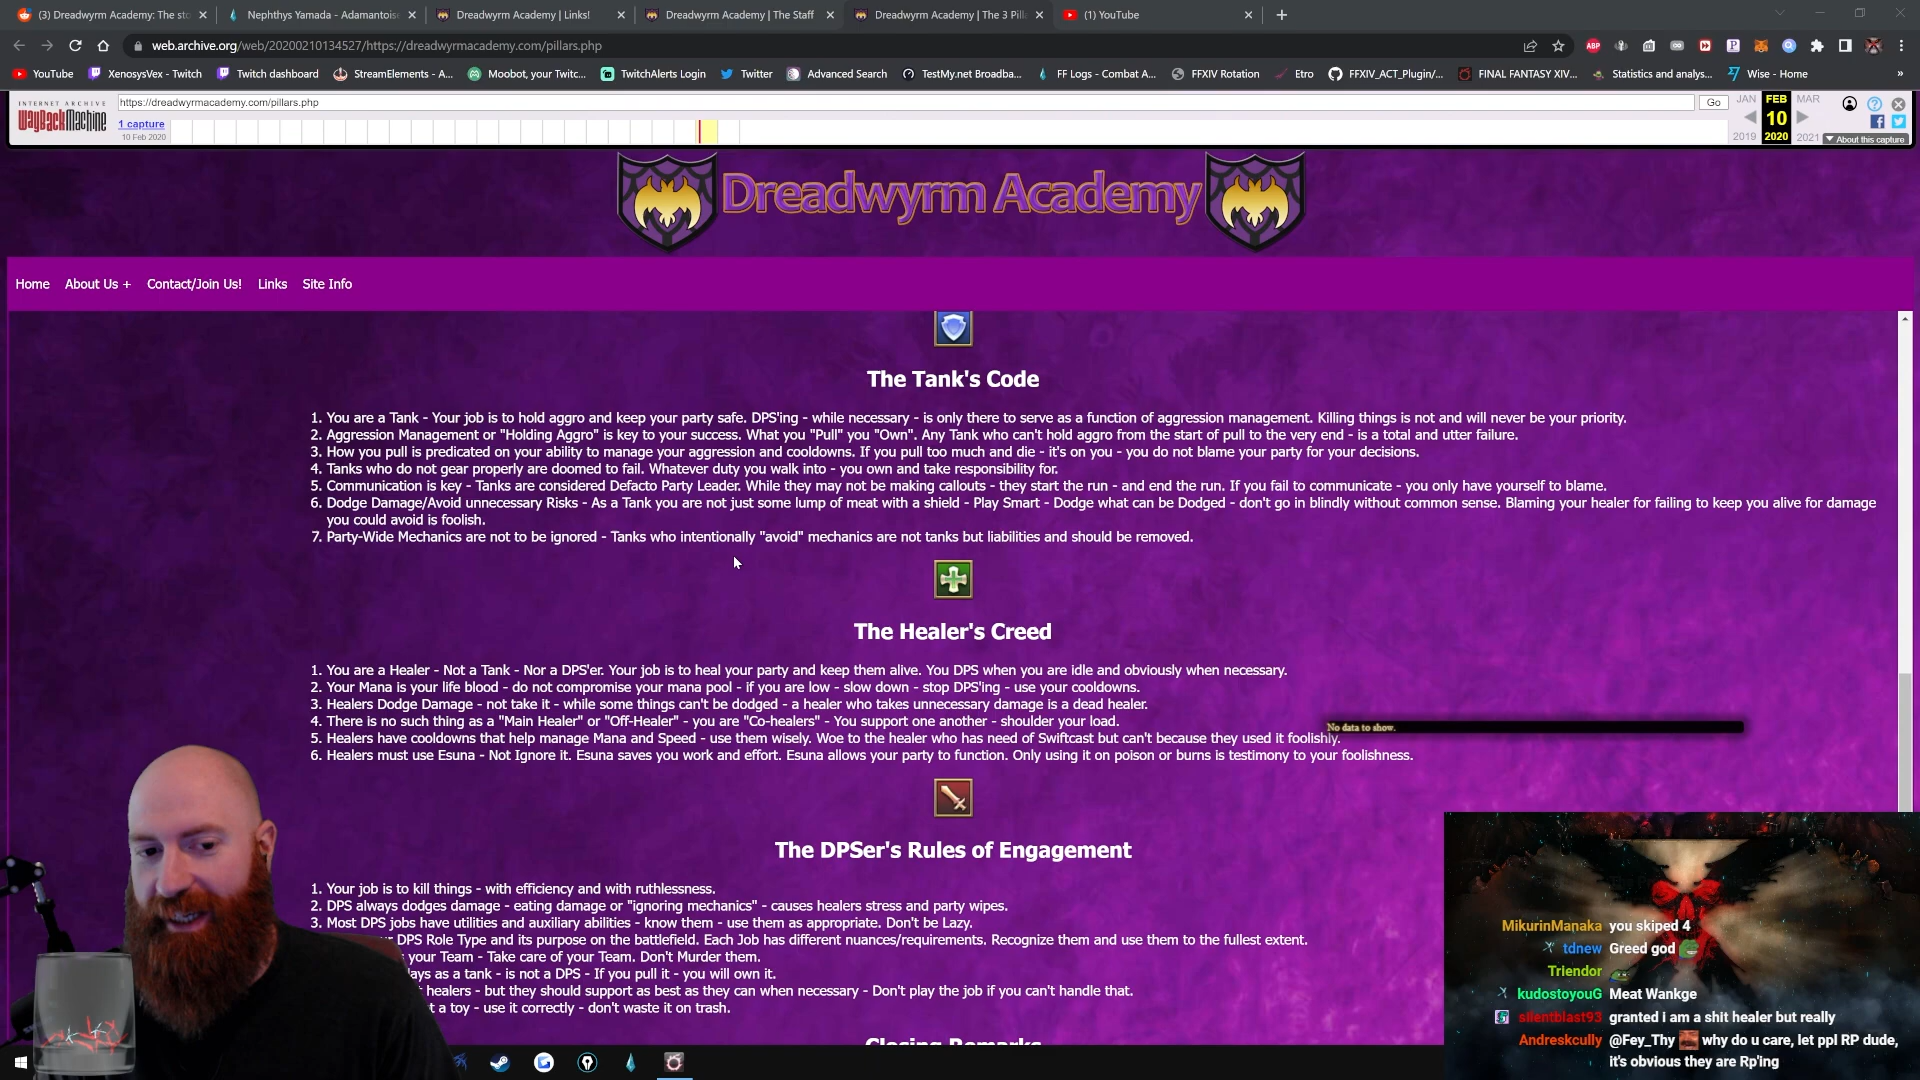 (3) Dreadwyrm Academy: The sto
Nephthys Yamada - Adamantoise
Dreadwyrm Academy | Links!
Dreadwyrm Academy | The Staff
Dreadwyrm Academy | The 3 Pill
(1) YouTube
web.archive.org/web/20200210134527/https://dreadwyrmacademy.com/pillars.php
YouTube
XenosysVex - Twitch
Twitch dashboard
StreamElements - A...
Moobot, your Twitc...
TwitchAlerts Login
Twitter
Advanced Search
TestMy.net Broadba...
FF Logs - Combat A...
FFXIV Rotation
Etro
FFXIV_ACT_Plugin/...
FINAL FANTASY XIV...
Statistics and analys...
Wise - Home
INTERNET ARCHIVE
WayBackMachine
https://dreadwyrmacademy.com/pillars.php
Go
1 capture
10 Feb 2020
JAN FEB MAR
10
2019 2020 2021
About this capture
Dreadwyrm Academy
Home About Us + Contact/Join Us! Links Site Info
The Tank's Code
1. You are a Tank - Your job is to hold aggro and keep your party safe. DPS'ing - while necessary - is only there to serve as a function of aggression management. Killing things is not and will never be your priority.
2. Aggression Management or "Holding Aggro" is key to your success. What you "Pull" you "Own". Any Tank who can't hold aggro from the start of pull to the very end - is a total and utter failure.
3. How you pull is predicated on your ability to manage your aggression and cooldowns. If you pull too much and die - it's on you - you do not blame your party for your decisions.
4. Tanks who do not gear properly are doomed to fail. Whatever duty you walk into - you own and take responsibility for.
5. Communication is key - Tanks are considered Defacto Party Leader. While they may not be making callouts - they start the run - and end the run. If you fail to communicate - you only have yourself to blame.
6. Dodge Damage/Avoid unnecessary Risks - As a Tank you are not just some lump of meat with a shield - Play Smart - Dodge what can be Dodged - don't go in blindly without common sense. Blaming your healer for failing to keep you alive for damage
you could avoid is foolish.
7. Party-Wide Mechanics are not to be ignored - Tanks who intentionally "avoid" mechanics are not tanks but liabilities and should be removed.
The Healer's Creed
1. You are a Healer - Not a Tank - Nor a DPS'er. Your job is to heal your party and keep them alive. You DPS when you are idle and obviously when necessary.
2. Your Mana is your life blood - do not compromise your mana pool - if you are low - slow down - stop DPS'ing - use your cooldowns.
3. Healers Dodge Damage - not take it - while some things can't be dodged - a healer who takes unnecessary damage is a dead healer.
4. There is no such thing as a "Main Healer" or "Off-Healer" - you are "Co-healers" - You support one another - shoulder your load.
5. Healers have cooldowns that help manage Mana and Speed - use them wisely. Woe to the healer who has need of Swiftcast but can't because they used it foolishly.
6. Healers must use Esuna - Not Ignore it. Esuna saves you work and effort. Esuna allows your party to function. Only using it on poison or burns is testimony to your foolishness.
No data to show.
The DPSer's Rules of Engagement
1. Your job is to kill things - with efficiency and with ruthlessness.
2. DPS always dodges damage - eating damage or "ignoring mechanics" - causes healers stress and party wipes.
3. Most DPS jobs have utilities and auxiliary abilities - know them - use them as appropriate. Don't be Lazy.
DPS Role Type and its purpose on the battlefield. Each Job has different nuances/requirements. Recognize them and use them to the fullest extent.
your Team - Take care of your Team. Don't Murder them.
as a tank - is not a DPS - If you pull it - you will own it.
healers - but they should support as best as they can when necessary - Don't play the job if you can't handle that.
a toy - use it correctly - don't waste it on trash.
Closing Remarks
MikurinManaka you skiped 4
tdnew Greed god
Triendor
kudostoyouG Meat Wankge
silentblast93 granted i am a shit healer but really
Andreskcully @Fey_Thy why do u care, let ppl RP dude,
it's obvious they are Rp'ing